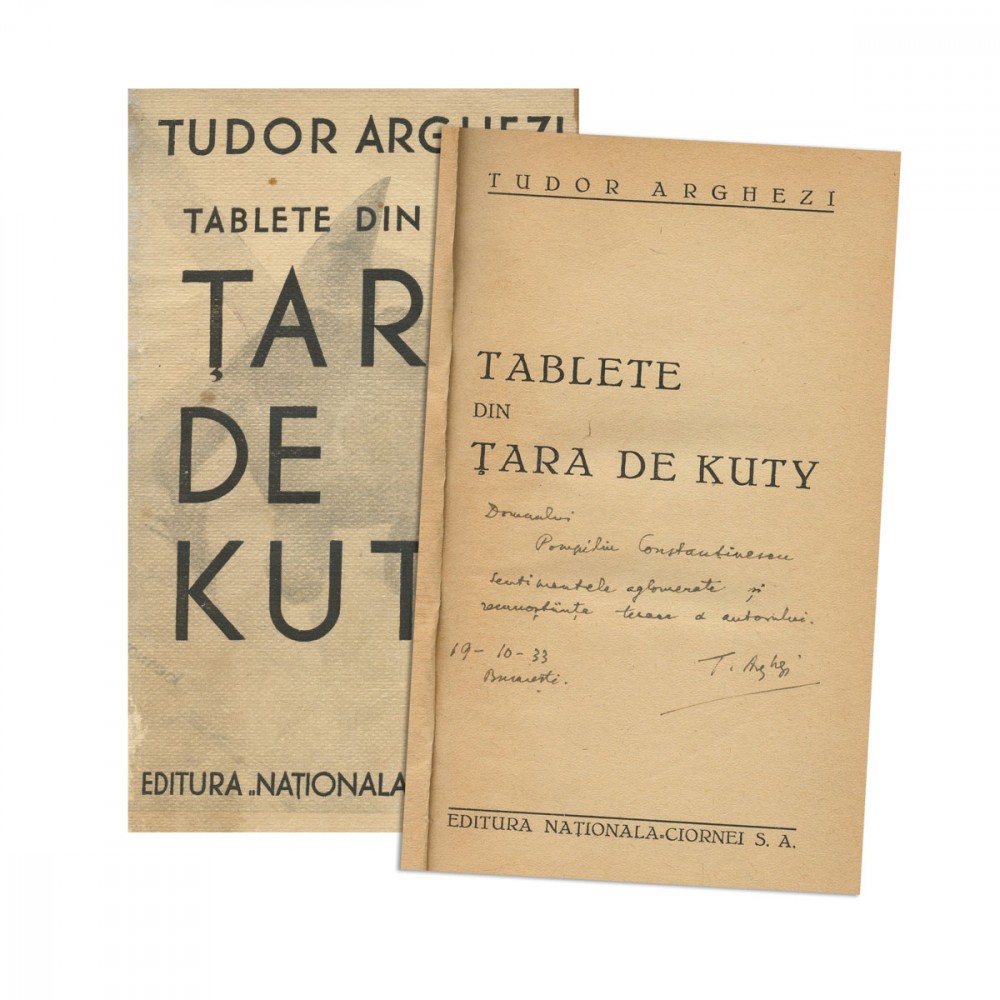 TUDOR ARGHEZI
TABLETE DIN
ȚAR
DE
KUT
EDITURA „NAȚIONALA
TUDOR ARGHEZI
TABLETE
DIN
ȚARA DE KUTY
Domnului
Pompiliu Constantinescu
Sentimentele aglomerate și
recunoștința a autorului.
19-10-33
București.
T. Arghezi
EDITURA NAȚIONALA=CIORNEI S. A.